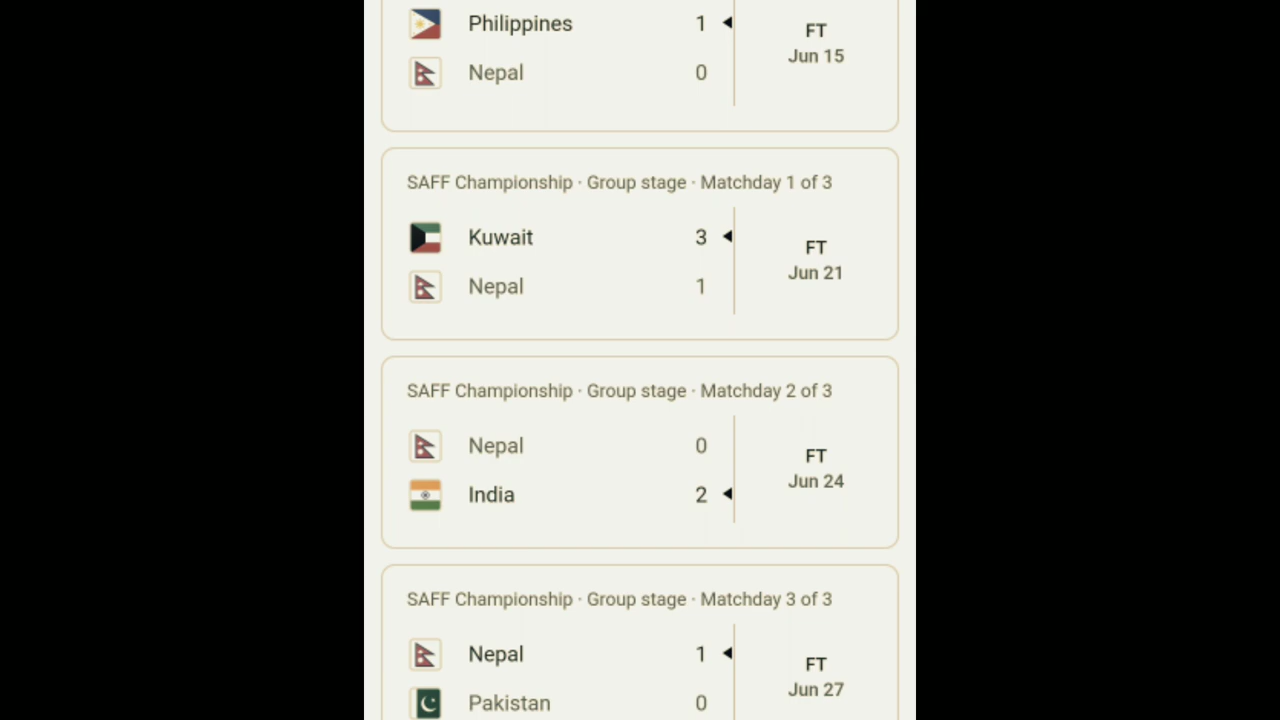 Philippines 1
FT
Jun 15
Nepal 0
SAFF Championship · Group stage · Matchday 1 of 3
Kuwait 3
FT
Jun 21
Nepal 1
SAFF Championship · Group stage · Matchday 2 of 3
Nepal 0
FT
Jun 24
India 2
SAFF Championship · Group stage · Matchday 3 of 3
Nepal 1
FT
Jun 27
Pakistan 0